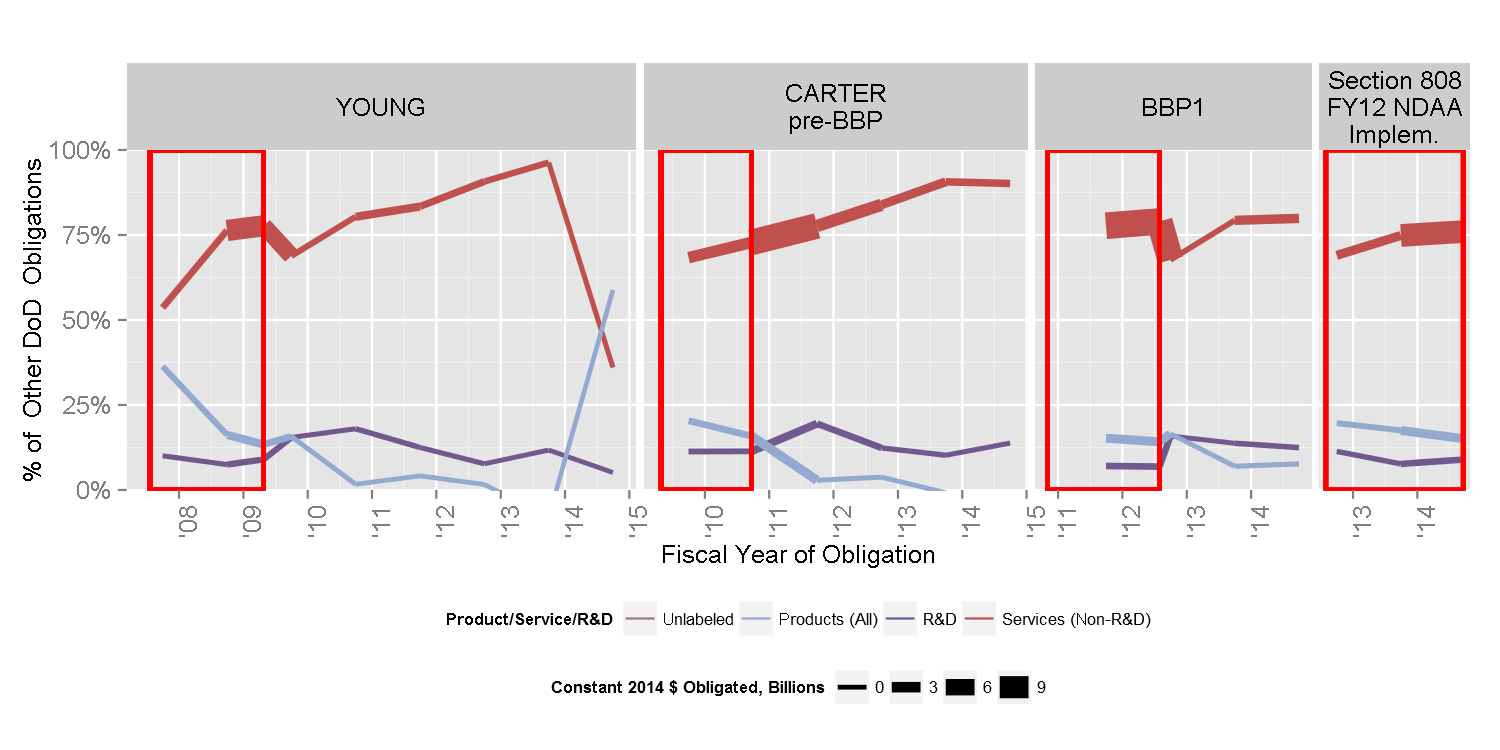 YOUNG
CARTER
pre-BBP
BBP1
Section 808
FY12 NDAA
Implem.
% of Other DoD Obligations
100%
75%
50%
25%
0%
'08 '09 '10 '11 '12 '13 '14 '15
'10 '11 '12 '13 '14 '15
'11 '12 '13 '14
'13 '14
Fiscal Year of Obligation
Product/Service/R&D Unlabeled Products (All) R&D Services (Non-R&D)
Constant 2014 $ Obligated, Billions 0 3 6 9